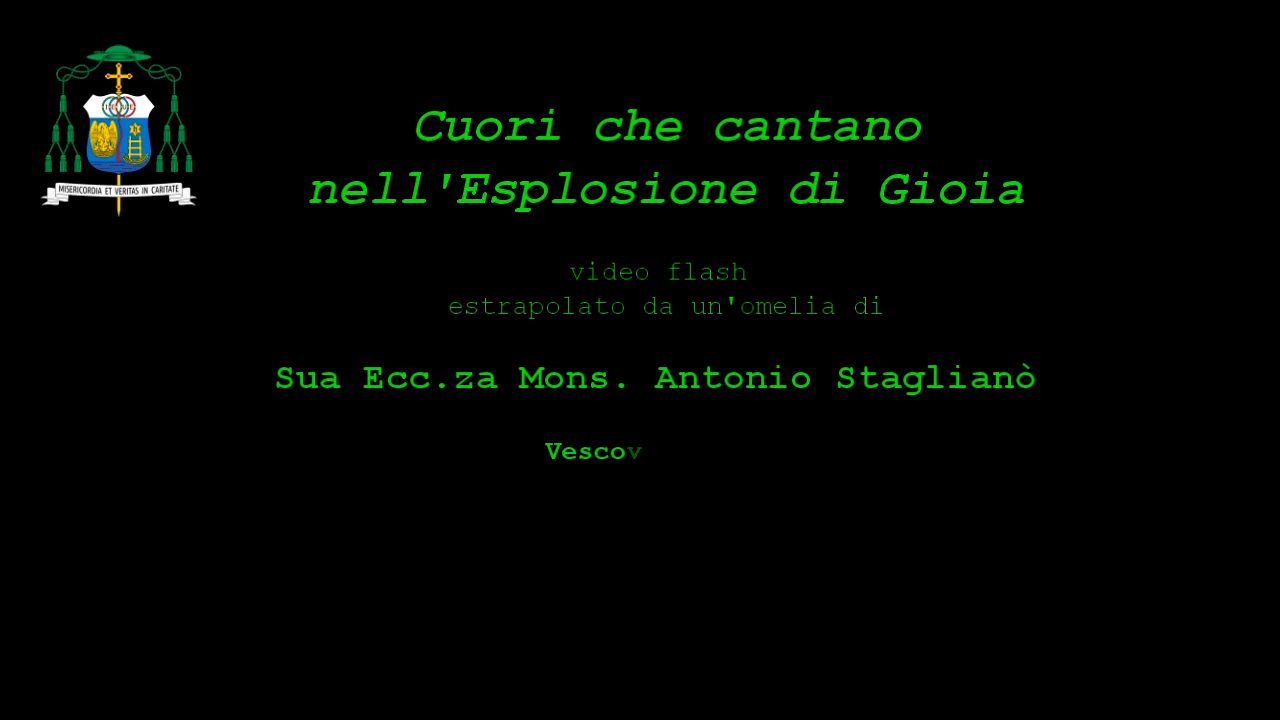 Cuori che cantano
nell'Esplosione di Gioia
video flash
estrapolato da un'omelia di
Sua Ecc.za Mons. Antonio Staglianò
Vescov
MISERICORDIA ET VERITAS IN CARITATE